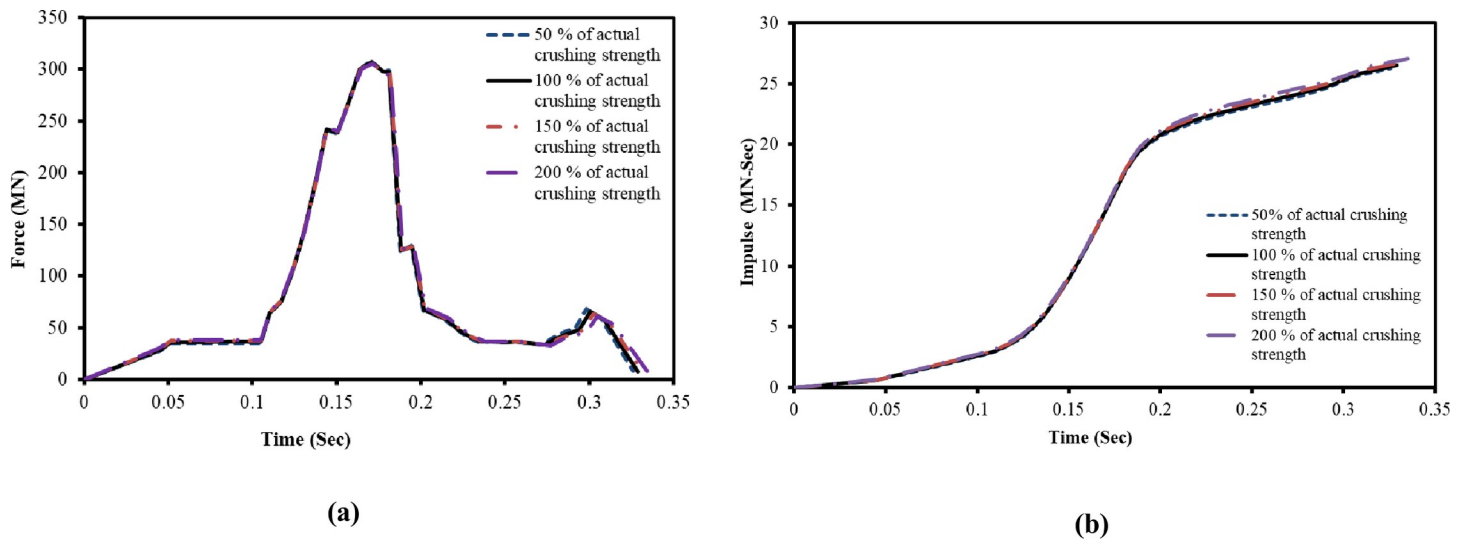 350
300
250
200
150
100
50
0
Force (MN)
0
0.05
0.1
0.15
0.2
0.25
0.3
0.35
Time (Sec)
50 % of actual
crushing strength
100 % of actual
crushing strength
150 % of actual
crushing strength
200 % of actual
crushing strength
(a)
30
25
20
15
10
5
0
Impulse (MN-Sec)
0
0.05
0.1
0.15
0.2
0.25
0.3
0.35
Time (Sec)
50% of actual crushing
strength
100 % of actual crushing
strength
150 % of actual crushing
strength
200 % of actual crushing
strength
(b)